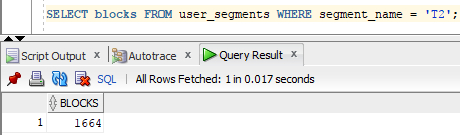 SELECT blocks FROM user_segments WHERE segment_name = 'T2';
Script Output x Autotrace x Query Result x
SQL | All Rows Fetched: 1 in 0.017 seconds
BLOCKS
1 1664